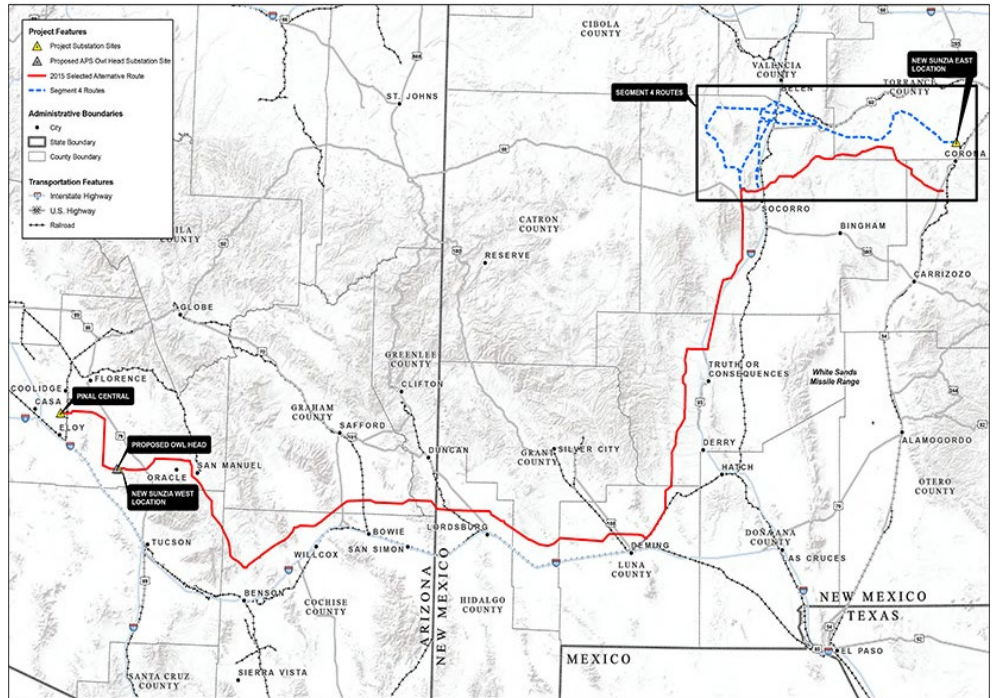 Project Features
Project Substation Sites
Proposed APS Owl Head Substation Site
2015 Selected Alternative Route
Segment 4 Routes
Administrative Boundaries
City
State Boundary
County Boundary
Transportation Features
Interstate Highway
U.S. Highway
Railroad
CIBOLA
COUNTY
VALENCIA
COUNTY
BELEN
TORRANCE
COUNTY
NEW SUNZIA EAST
LOCATION
SEGMENT 4 ROUTES
ST. JOHNS
CORONA
SOCORRO
BINGHAM
CATRON
COUNTY
RESERVE
CARRIZOZO
ILA
COUNTY
GLOBE
GREENLEE
COUNTY
CLIFTON
TRUTH OR
CONSEQUENCES
White Sands
Missile Range
FLORENCE
COOLIDGE
CASA
PINAL CENTRAL
ELOY
GRAHAM
COUNTY
SAFFORD
DUNCAN
GRANT
COUNTY
SILVER CITY
DERRY
HATCH
ALAMOGORDO
OTERO
COUNTY
PROPOSED OWL HEAD
ORACLE
SAN MANUEL
NEW SUNZIA WEST
LOCATION
TUCSON
WILLCOX
BOWIE
SAN SIMON
LORDSBURG
DEMING
LUNA
COUNTY
DOÑA ANA
COUNTY
LAS CRUCES
BENSON
COCHISE
COUNTY
HIDALGO
COUNTY
ARIZONA
NEW MEXICO
NEW MEXICO
TEXAS
MEXICO
EL PASO
SIERRA VISTA
SANTA CRUZ
COUNTY